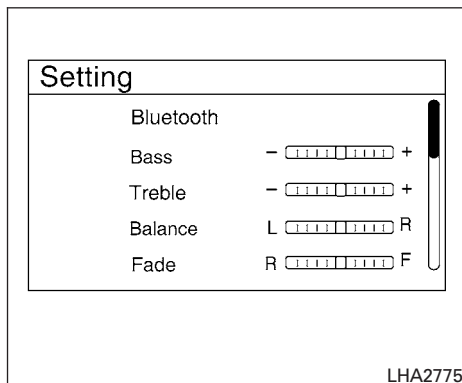 Setting
Bluetooth
Bass - +
Treble - +
Balance L R
Fade R F
LHA2775